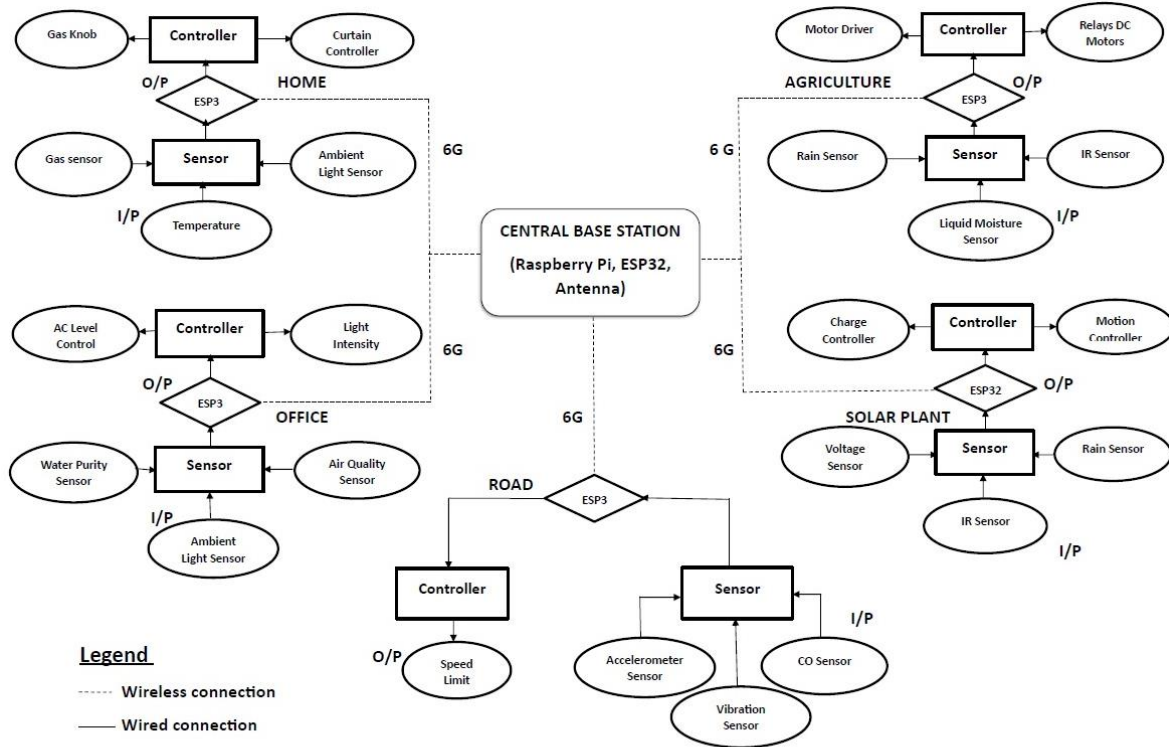 Gas Knob
Controller
Curtain
Controller
O/P
HOME
ESP3
Gas sensor
Sensor
Ambient
Light Sensor
I/P
Temperature
6G
Motor Driver
Controller
Relays DC
Motors
AGRICULTURE
O/P
ESP3
Rain Sensor
Sensor
IR Sensor
Liquid Moisture
Sensor
I/P
6 G
CENTRAL BASE STATION
(Raspberry Pi, ESP32,
Antenna)
AC Level
Control
Controller
Light
Intensity
O/P
ESP3
OFFICE
6G
Water Purity
Sensor
Sensor
Air Quality
Sensor
I/P
Ambient
Light Sensor
Charge
Controller
Controller
Motion
Controller
6G
ESP32
O/P
SOLAR PLANT
Voltage
Sensor
Sensor
Rain Sensor
IR Sensor
I/P
6G
ROAD
ESP3
Controller
Sensor
O/P
Speed
Limit
I/P
Accelerometer
Sensor
Vibration
Sensor
CO Sensor
Legend
Wireless connection
Wired connection